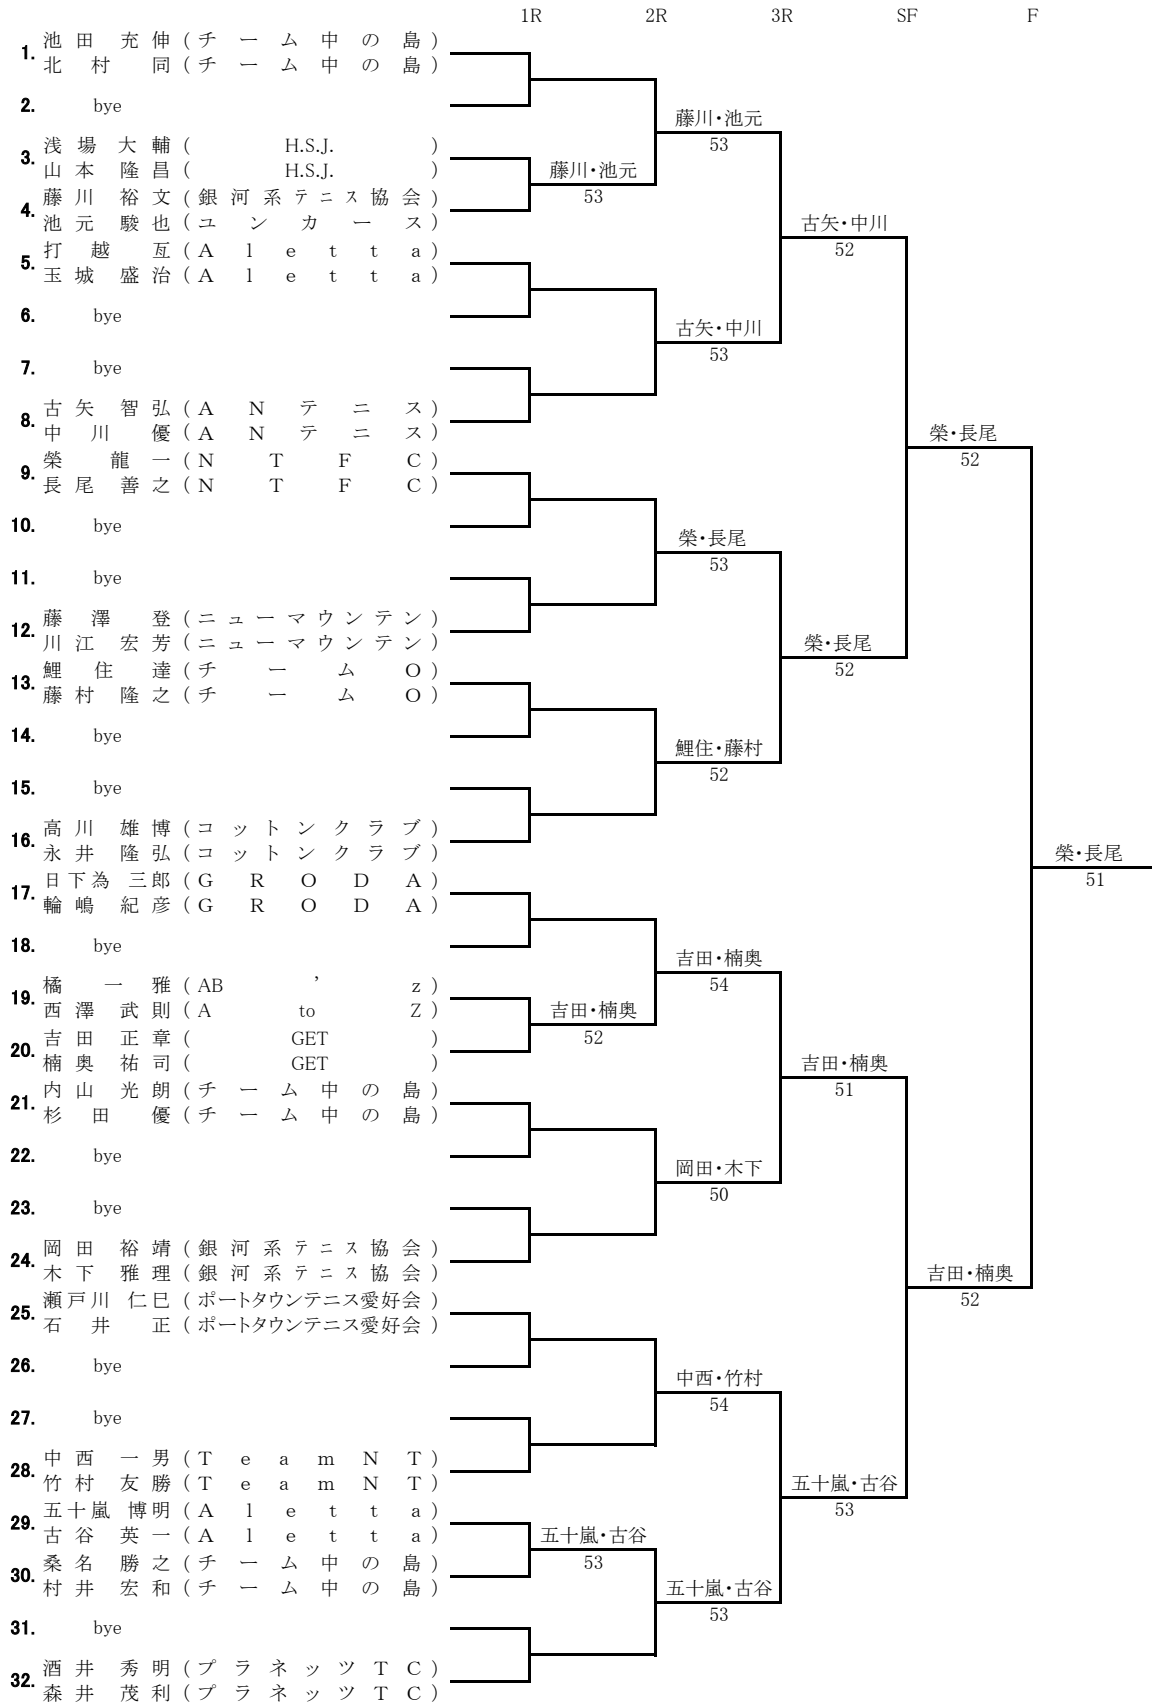 1R 2R 3R SF F
1. 池田 充伸 (チーム中の島)
北村 同 (チーム中の島)
2. bye
3. 浅場 大輔 (H.S.J.)
山本 隆昌 (H.S.J.)
4. 藤川 裕文 (銀河系テニス協会)
池元 駿也 (ユンカース)
藤川・池元
53
藤川・池元
53
5. 打越 亙 (Aletta)
玉城 盛治 (Aletta)
6. bye
7. bye
8. 古矢 智弘 (ANテニス)
中川 優 (ANテニス)
古矢・中川
53
古矢・中川
52
9. 榮 龍一 (NTFC)
長尾 善之 (NTFC)
10. bye
11. bye
12. 藤澤 登 (ニューマウンテン)
川江 宏芳 (ニューマウンテン)
榮・長尾
53
13. 鯉住 達 (チームO)
藤村 隆之 (チームO)
14. bye
15. bye
16. 高川 雄博 (コットンクラブ)
永井 隆弘 (コットンクラブ)
鯉住・藤村
52
榮・長尾
52
榮・長尾
52
17. 日下為 三郎 (GRODA)
輪嶋 紀彦 (GRODA)
18. bye
19. 橘 一雅 (AB'z)
西澤 武則 (A to Z)
20. 吉田 正章 (GET)
楠奥 祐司 (GET)
吉田・楠奥
52
吉田・楠奥
54
21. 内山 光朗 (チーム中の島)
杉田 優 (チーム中の島)
22. bye
23. bye
24. 岡田 裕靖 (銀河系テニス協会)
木下 雅理 (銀河系テニス協会)
岡田・木下
50
吉田・楠奥
51
25. 瀬戸川 仁巳 (ポートタウンテニス愛好会)
石井 正 (ポートタウンテニス愛好会)
26. bye
27. bye
28. 中西 一男 (TeamNT)
竹村 友勝 (TeamNT)
中西・竹村
54
29. 五十嵐 博明 (Aletta)
古谷 英一 (Aletta)
30. 桑名 勝之 (チーム中の島)
村井 宏和 (チーム中の島)
五十嵐・古谷
53
31. bye
32. 酒井 秀明 (プラネッツTC)
森井 茂利 (プラネッツTC)
五十嵐・古谷
53
五十嵐・古谷
53
吉田・楠奥
52
榮・長尾
51